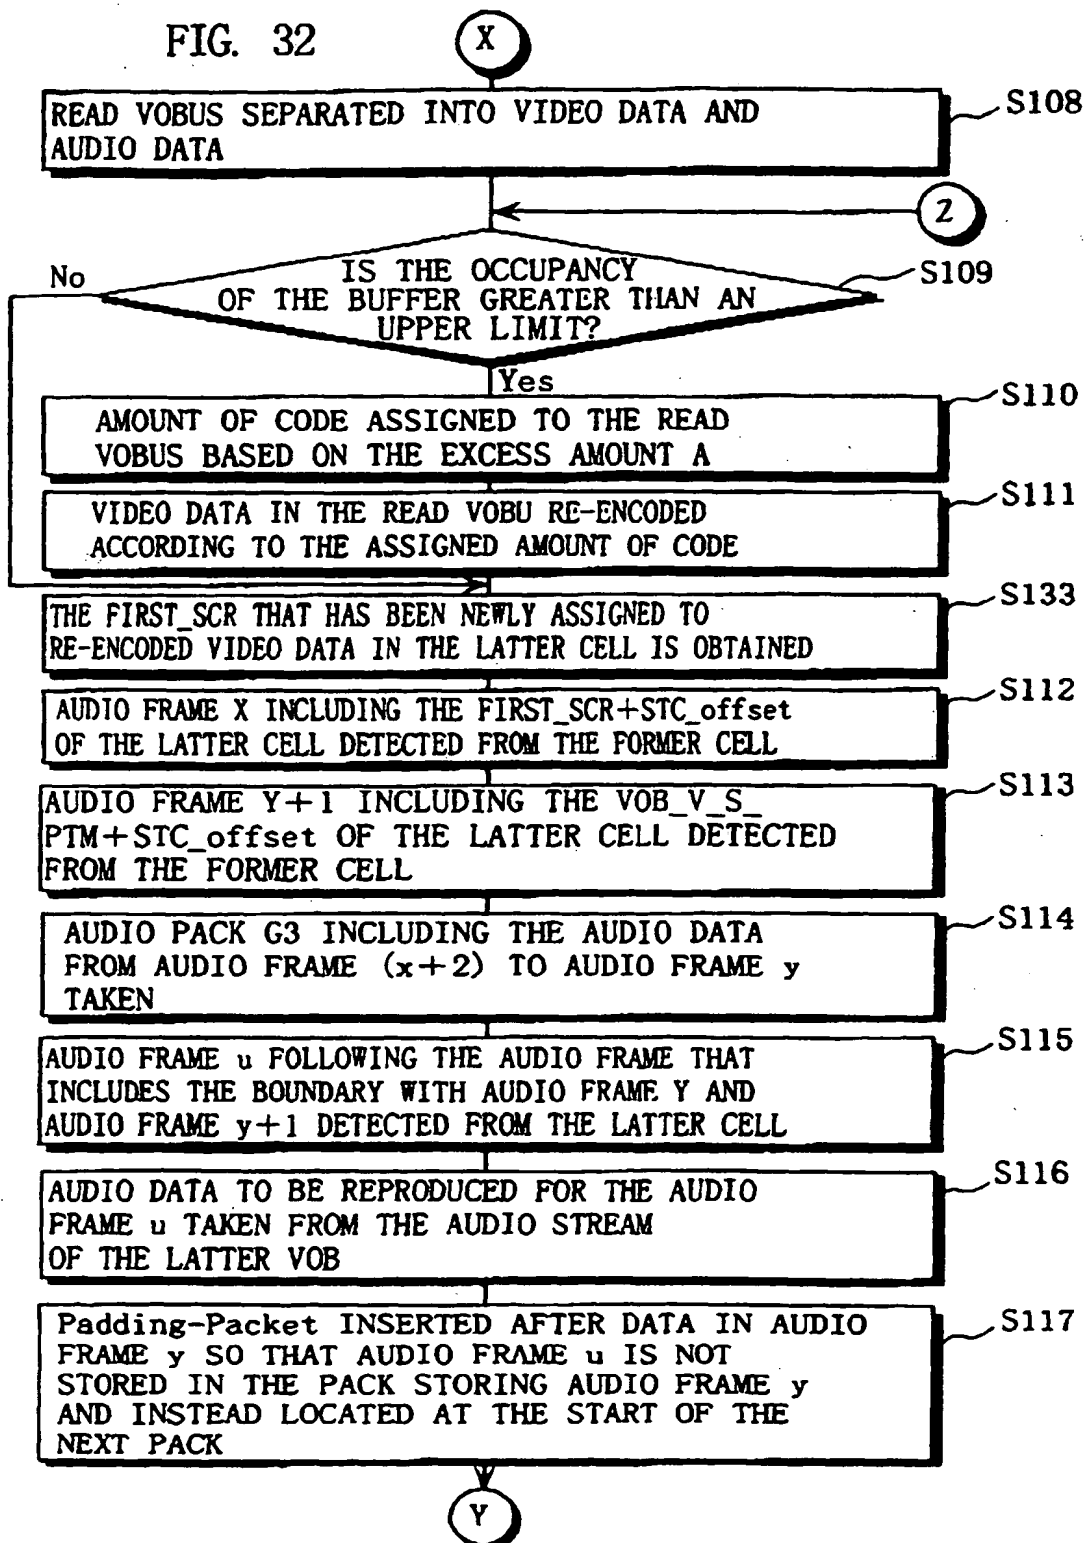 FIG. 32
X
READ VOBUS SEPARATED INTO VIDEO DATA AND
AUDIO DATA
S108
2
No
IS THE OCCUPANCY
OF THE BUFFER GREATER THAN AN
UPPER LIMIT?
S109
Yes
AMOUNT OF CODE ASSIGNED TO THE READ
VOBUS BASED ON THE EXCESS AMOUNT A
S110
VIDEO DATA IN THE READ VOBU RE-ENCODED
ACCORDING TO THE ASSIGNED AMOUNT OF CODE
S111
THE FIRST_SCR THAT HAS BEEN NEWLY ASSIGNED TO
RE-ENCODED VIDEO DATA IN THE LATTER CELL IS OBTAINED
S133
AUDIO FRAME X INCLUDING THE FIRST_SCR+STC_offset
OF THE LATTER CELL DETECTED FROM THE FORMER CELL
S112
AUDIO FRAME Y+1 INCLUDING THE VOB_V_S_
PTM+STC_offset OF THE LATTER CELL DETECTED
FROM THE FORMER CELL
S113
AUDIO PACK G3 INCLUDING THE AUDIO DATA
FROM AUDIO FRAME (x+2) TO AUDIO FRAME y
TAKEN
S114
AUDIO FRAME u FOLLOWING THE AUDIO FRAME THAT
INCLUDES THE BOUNDARY WITH AUDIO FRAME Y AND
AUDIO FRAME y+1 DETECTED FROM THE LATTER CELL
S115
AUDIO DATA TO BE REPRODUCED FOR THE AUDIO
FRAME u TAKEN FROM THE AUDIO STREAM
OF THE LATTER VOB
S116
Padding-Packet INSERTED AFTER DATA IN AUDIO
FRAME y SO THAT AUDIO FRAME u IS NOT
STORED IN THE PACK STORING AUDIO FRAME y
AND INSTEAD LOCATED AT THE START OF THE
NEXT PACK
S117
Y